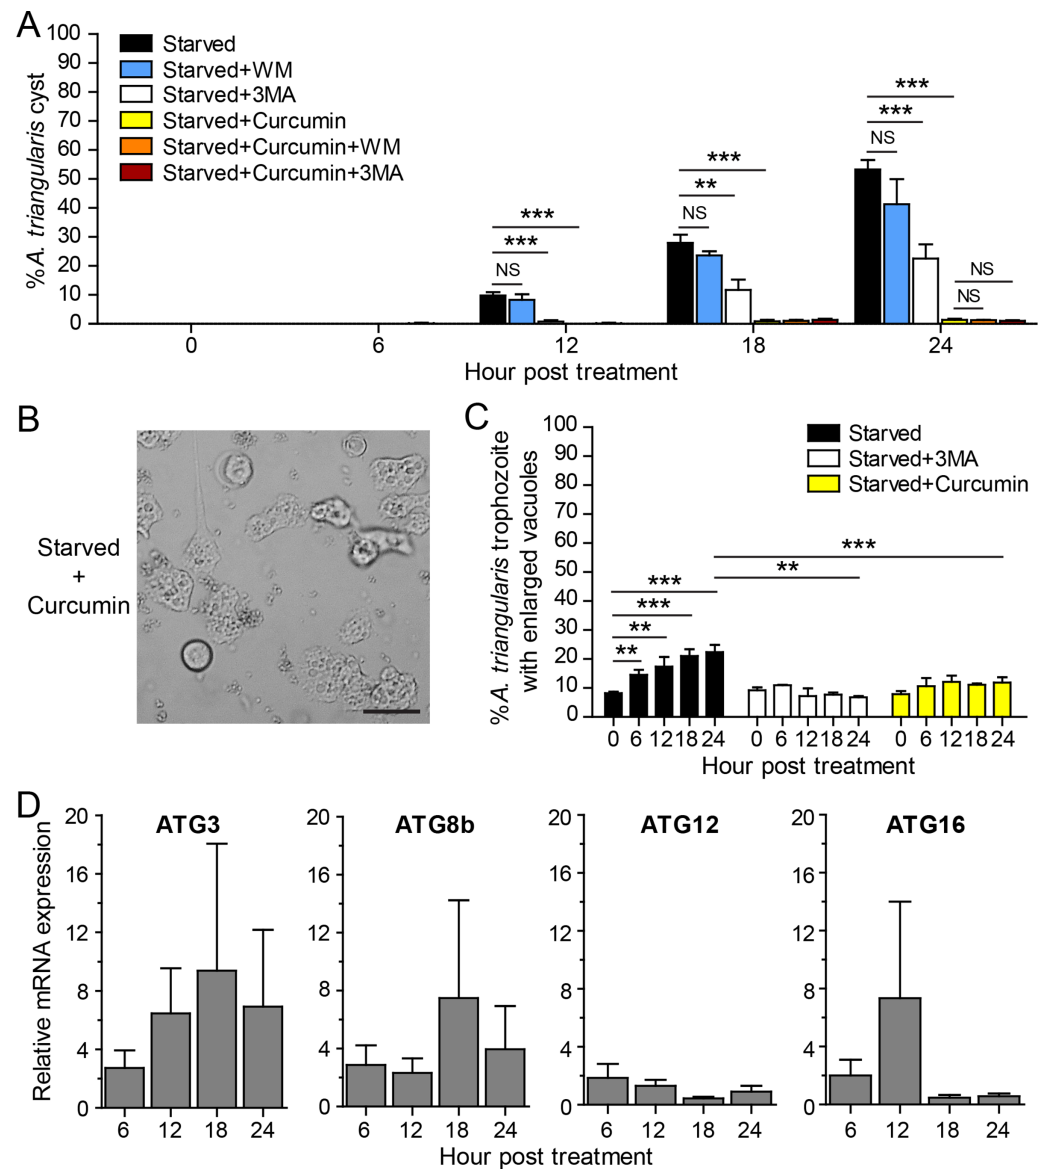 A
%A. triangularis cyst
100
90
80
70
60
50
40
30
20
10
0
Starved
Starved+WM
Starved+3MA
Starved+Curcumin
Starved+Curcumin+WM
Starved+Curcumin+3MA
***
***
NS
***
**
NS
***
***
NS
NS
NS
0 6 12 18 24
Hour post treatment
B
Starved
+
Curcumin
C
%A. triangularis trophozoite
with enlarged vacuoles
100
90
80
70
60
50
40
30
20
10
0
Starved
Starved+3MA
Starved+Curcumin
***
**
***
***
**
**
0 6 12 18 24 0 6 12 18 24 0 6 12 18 24
Hour post treatment
D
Relative mRNA expression
ATG3
20
16
12
8
4
0
6 12 18 24
ATG8b
20
16
12
8
4
0
6 12 18 24
ATG12
20
16
12
8
4
0
6 12 18 24
ATG16
20
16
12
8
4
0
6 12 18 24
Hour post treatment